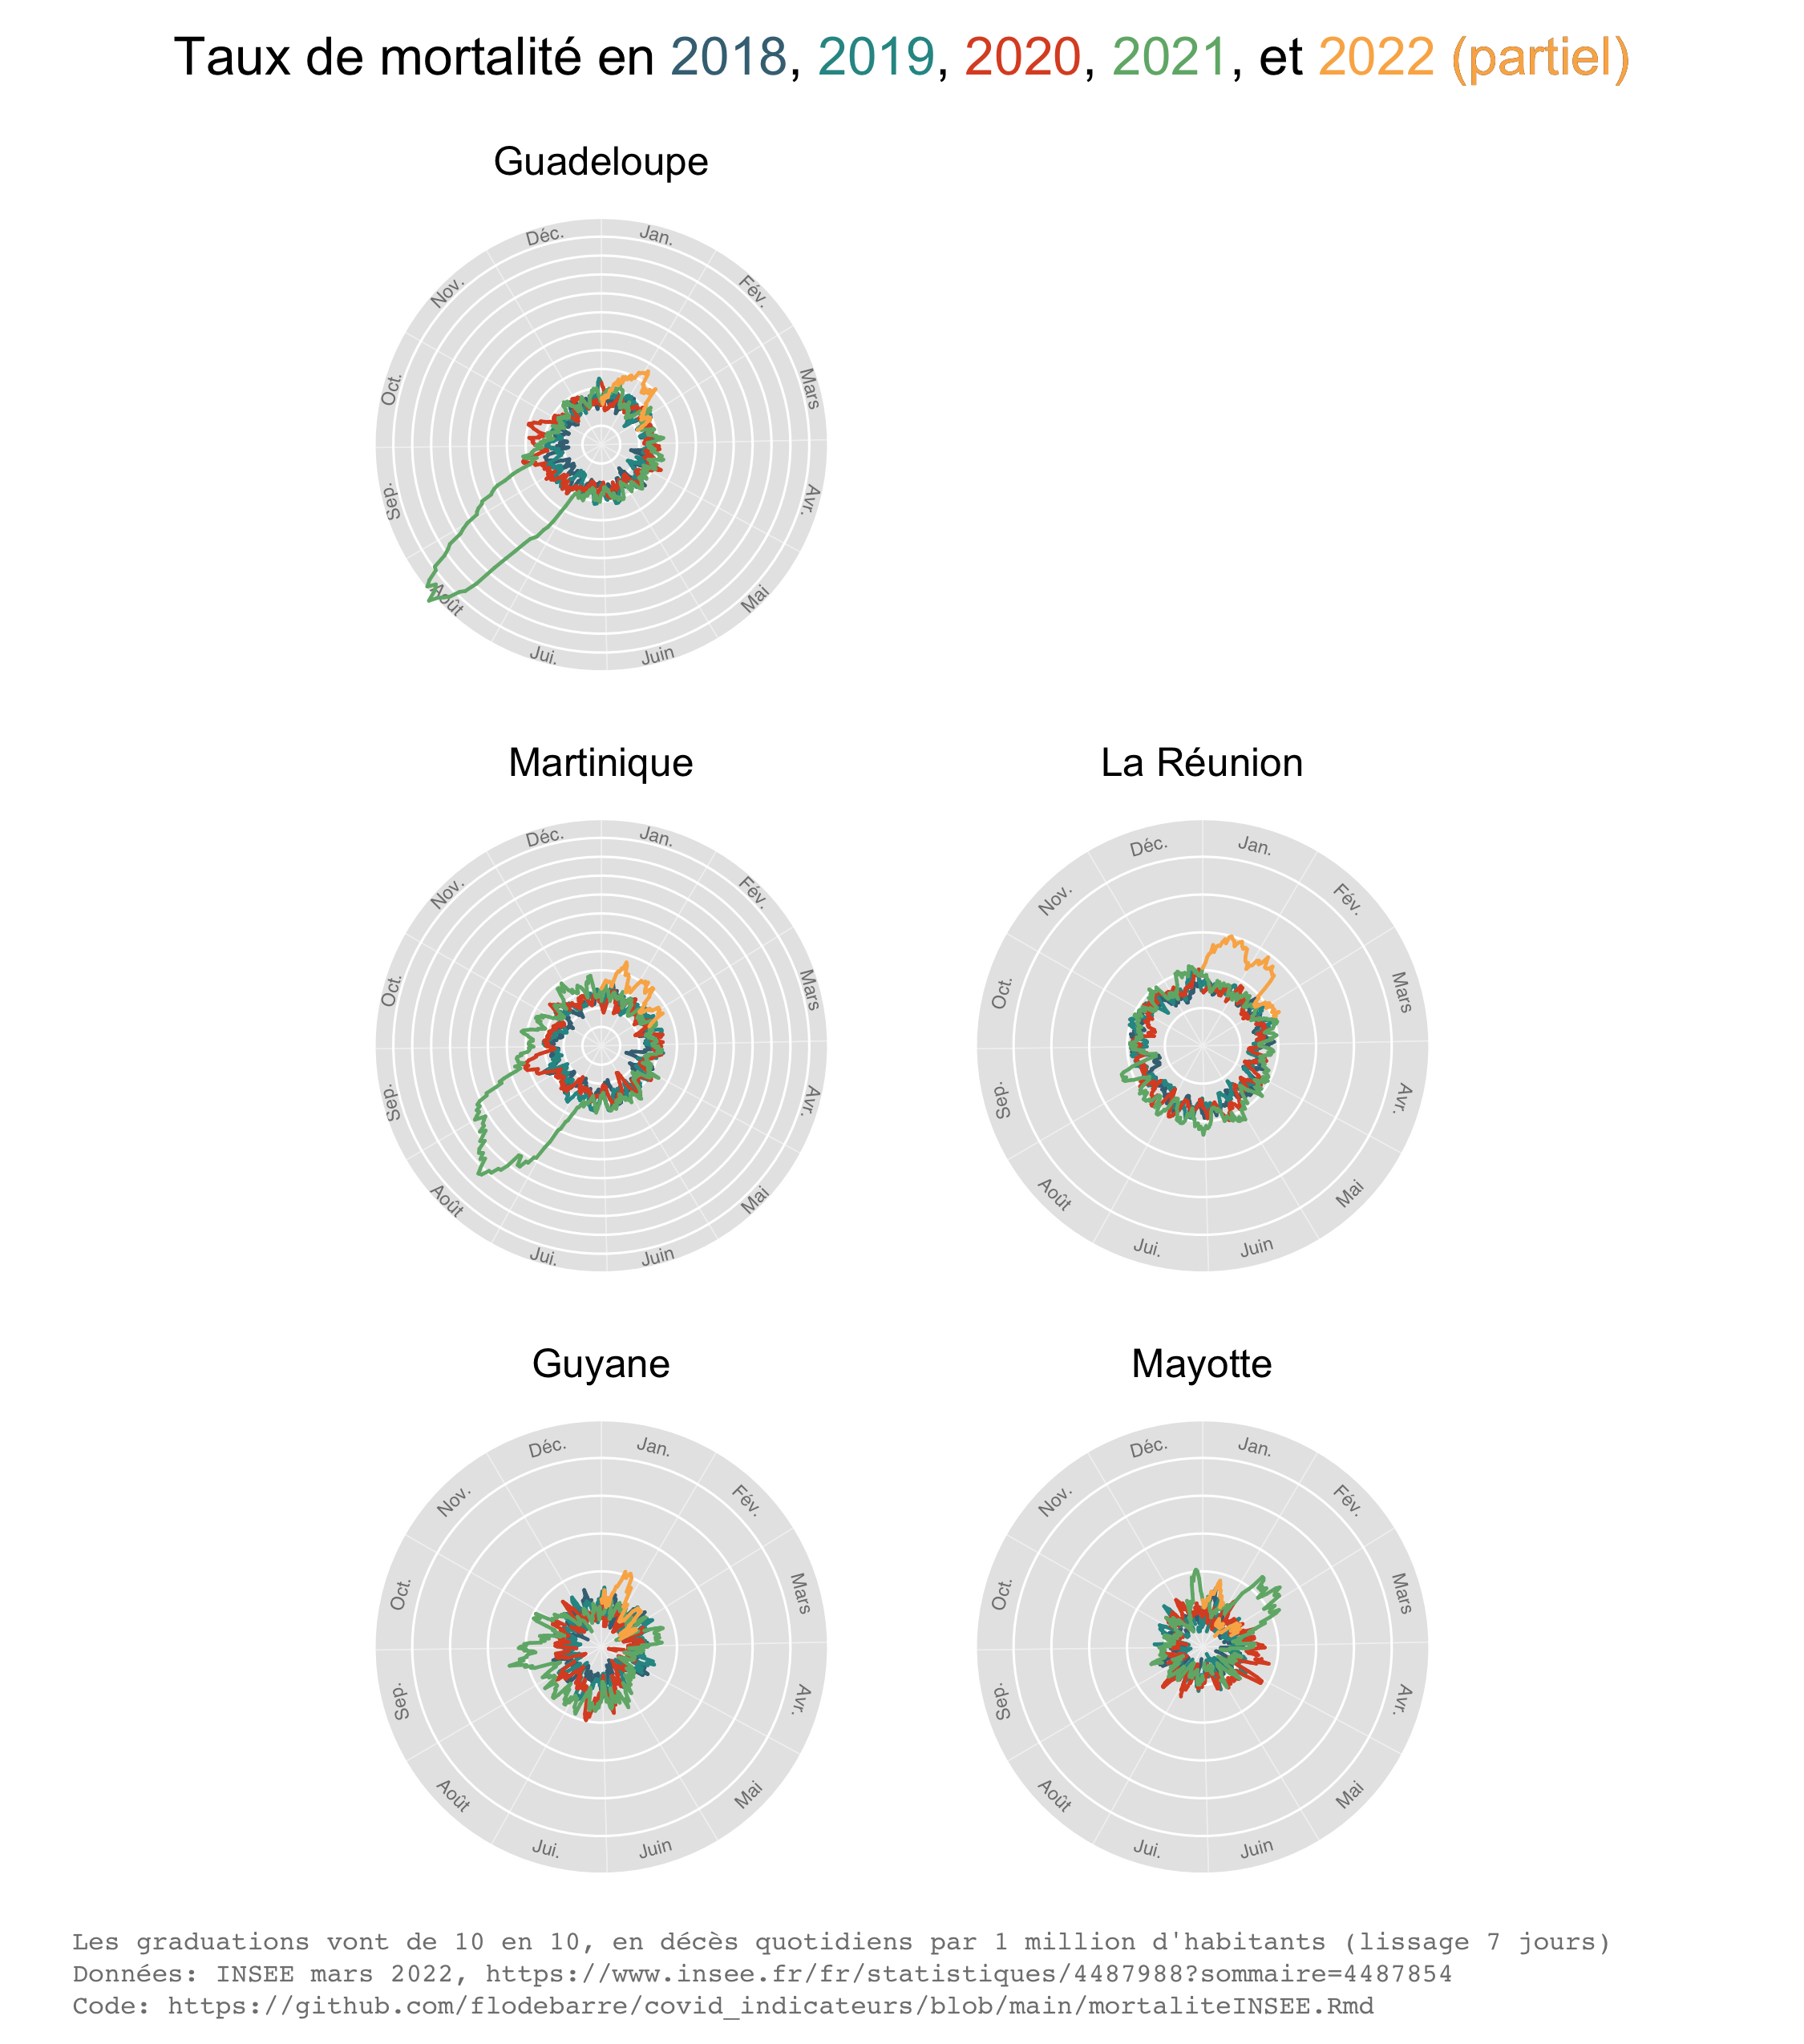 Taux de mortalité en 2018, 2019, 2020, 2021, et 2022 (partiel)
Guadeloupe
Jan.
Fév.
Mars
Avr.
Mai
Juin
Jui.
Août
Sep.
Oct.
Nov.
Déc.
Martinique
Jan.
Fév.
Mars
Avr.
Mai
Juin
Jui.
Août
Sep.
Oct.
Nov.
Déc.
La Réunion
Jan.
Fév.
Mars
Avr.
Mai
Juin
Jui.
Août
Sep.
Oct.
Nov.
Déc.
Guyane
Jan.
Fév.
Mars
Avr.
Mai
Juin
Jui.
Août
Sep.
Oct.
Nov.
Déc.
Mayotte
Jan.
Fév.
Mars
Avr.
Mai
Juin
Jui.
Août
Sep.
Oct.
Nov.
Déc.
Les graduations vont de 10 en 10, en décès quotidiens par 1 million d'habitants (lissage 7 jours)
Données: INSEE mars 2022, https://www.insee.fr/fr/statistiques/4487988?sommaire=4487854
Code: https://github.com/flodebarre/covid_indicateurs/blob/main/mortaliteINSEE.Rmd